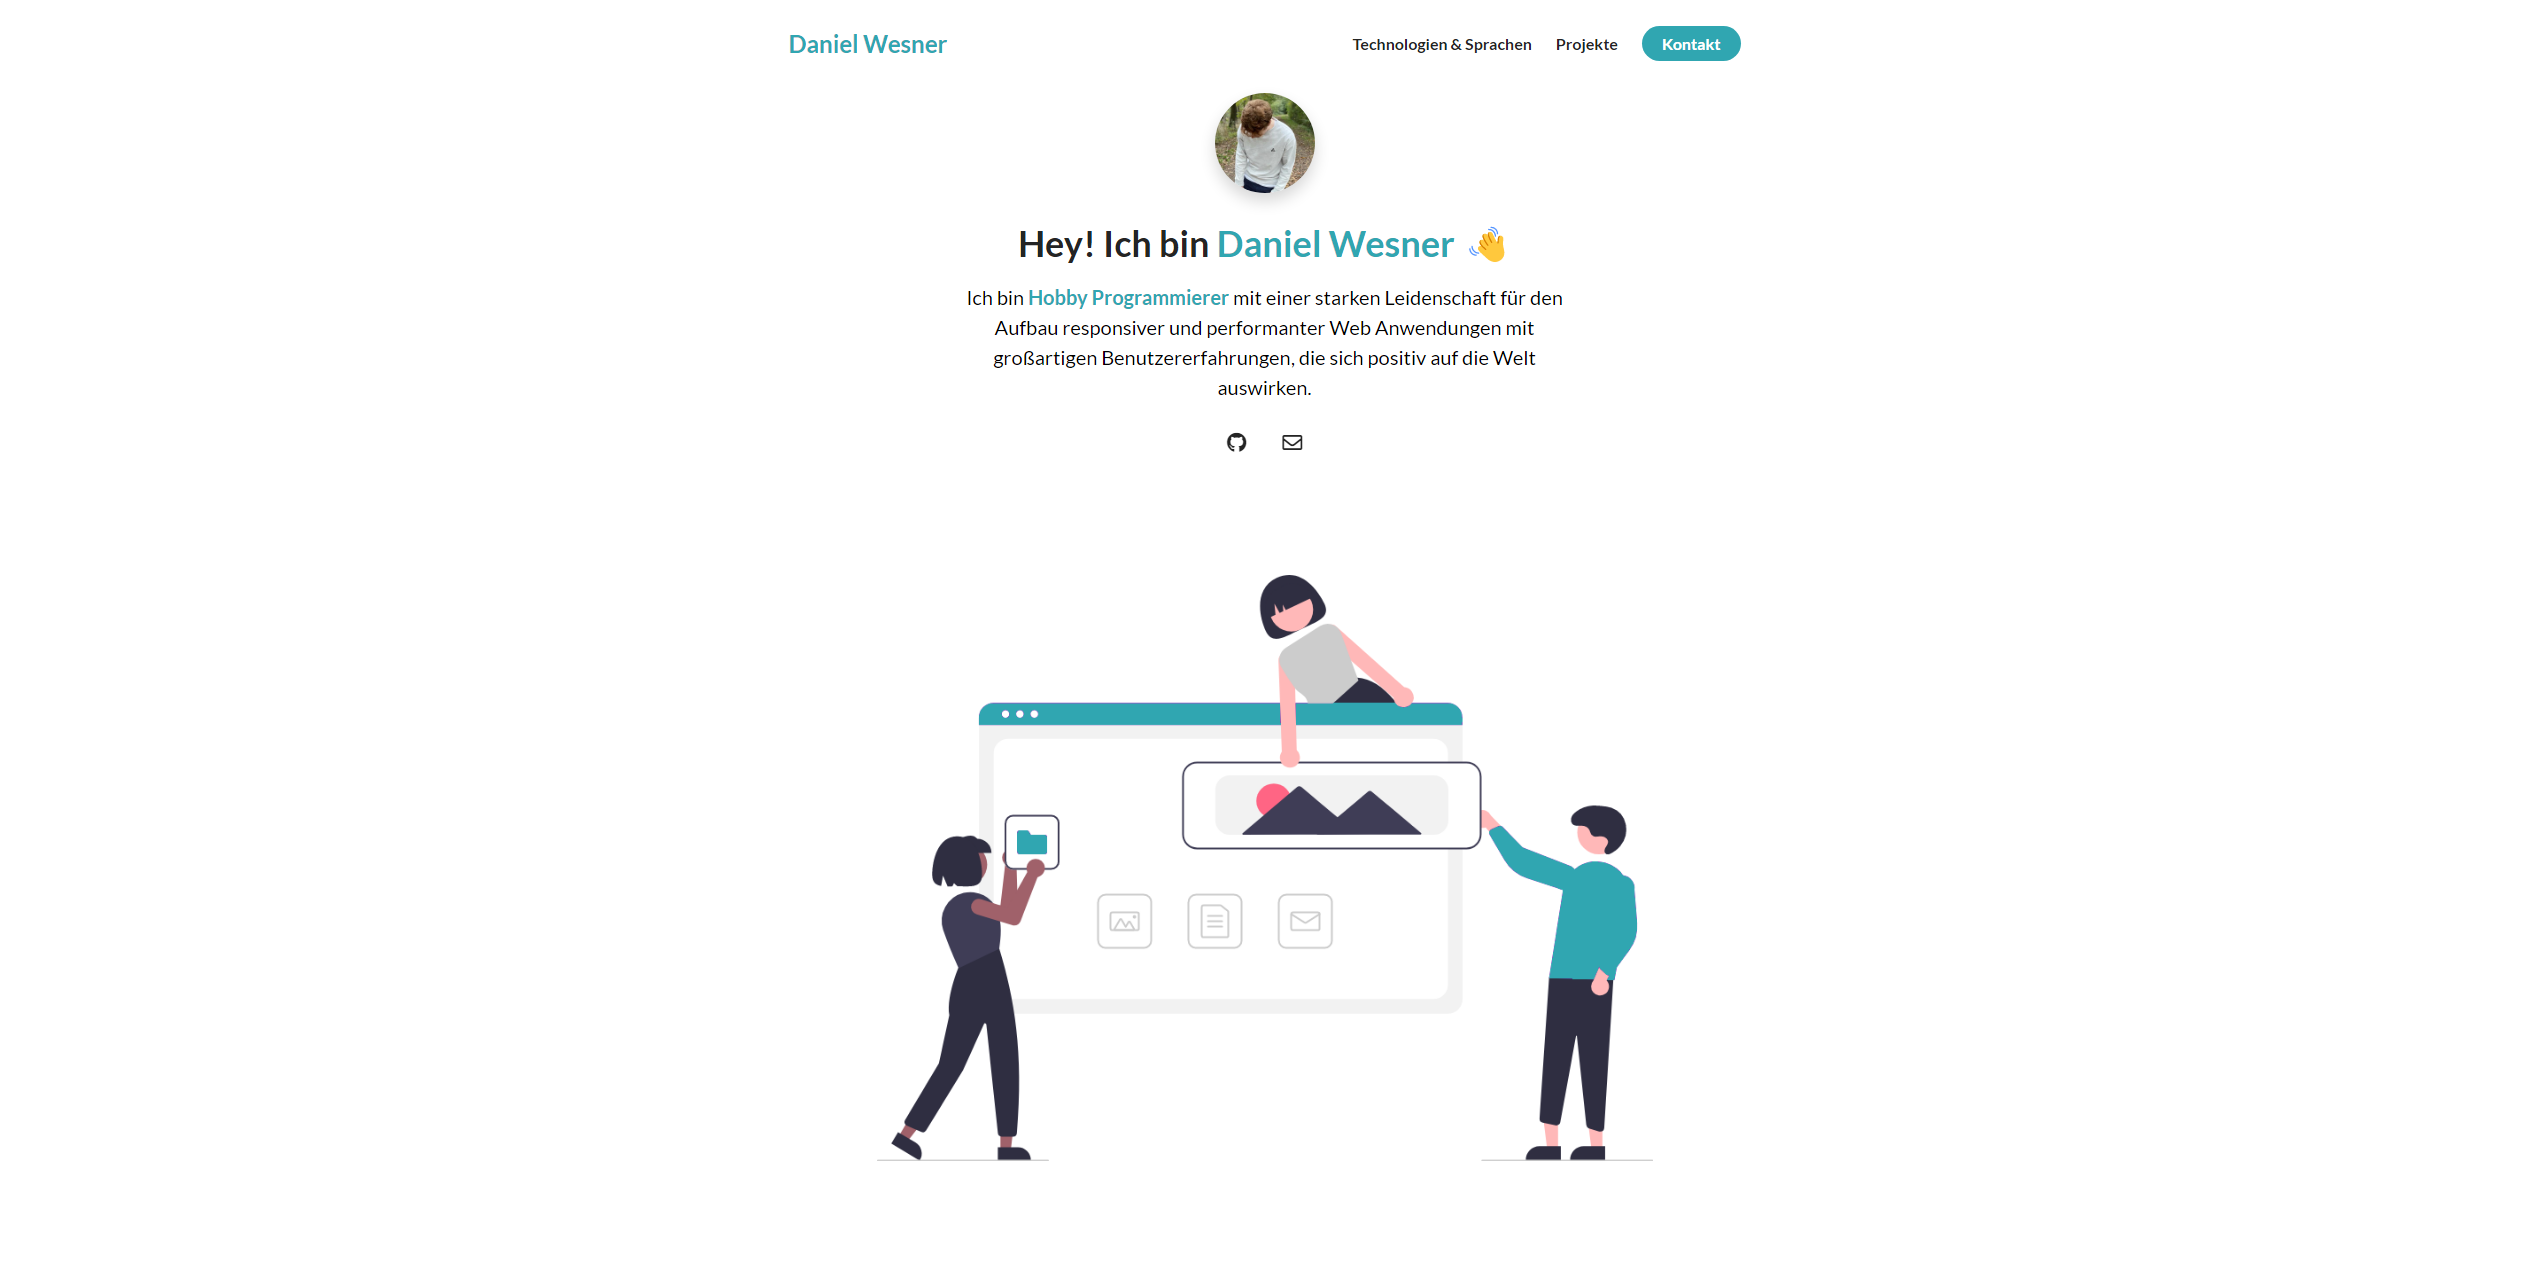 Daniel Wesner
Technologien & Sprachen
Projekte
Kontakt
Hey! Ich bin Daniel Wesner 👋
Ich bin Hobby Programmierer mit einer starken Leidenschaft für den
Aufbau responsiver und performanter Web Anwendungen mit
großartigen Benutzererfahrungen, die sich positiv auf die Welt
auswirken.